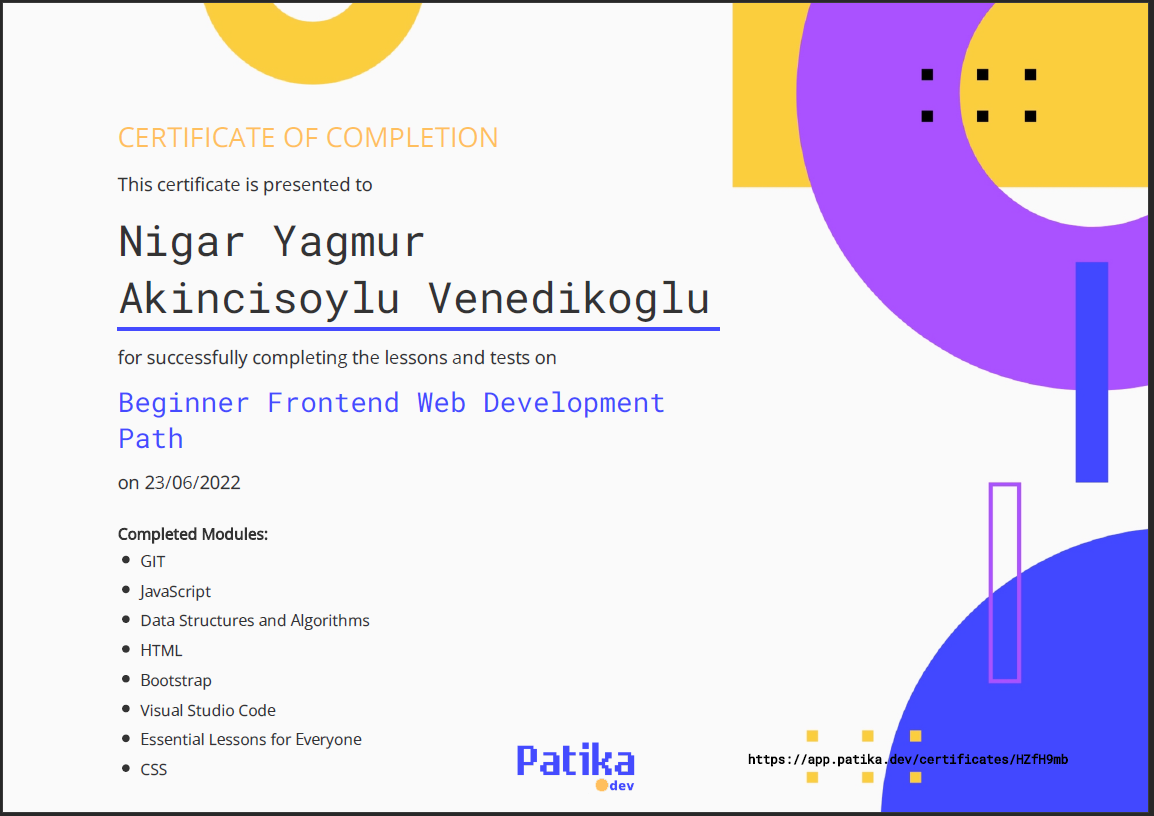 CERTIFICATE OF COMPLETION
This certificate is presented to
Nigar Yagmur
Akincisoylu Venedikoglu
for successfully completing the lessons and tests on
Beginner Frontend Web Development
Path
on 23/06/2022
Completed Modules:
GIT
JavaScript
Data Structures and Algorithms
HTML
Bootstrap
Visual Studio Code
Essential Lessons for Everyone
CSS
Patika
dev
https://app.patika.dev/certificates/HZfH9mb